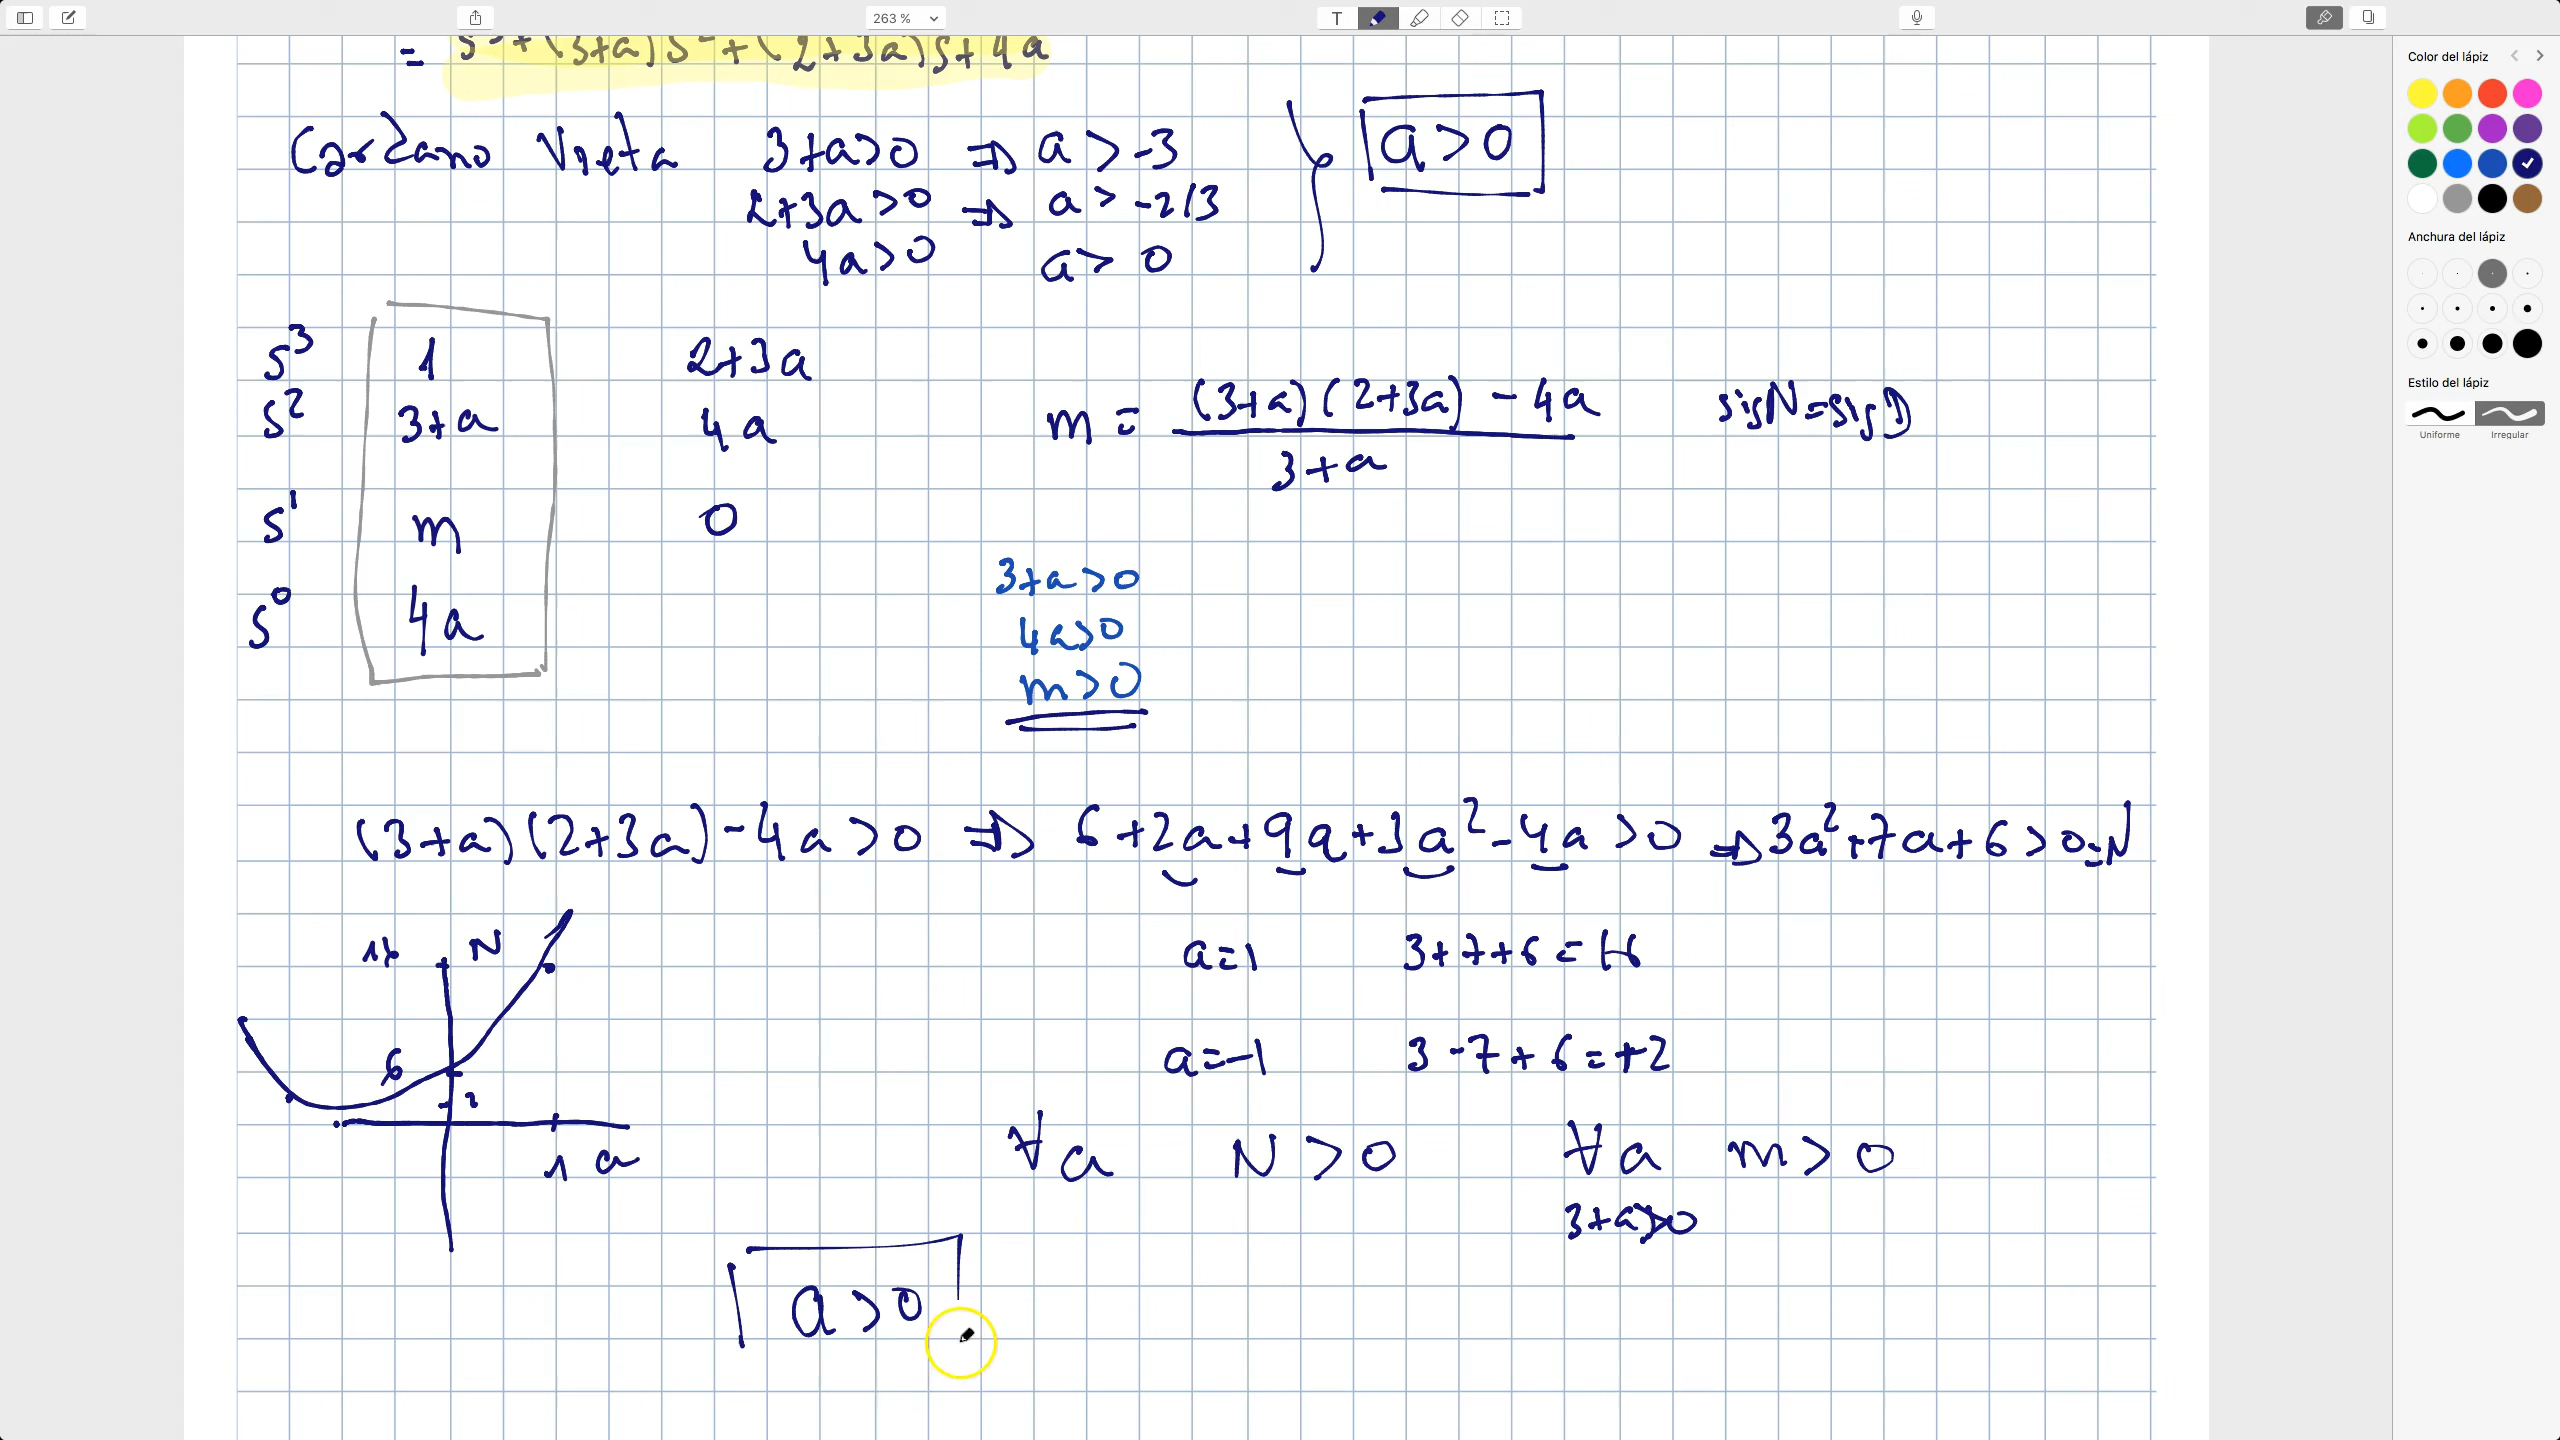 263 %
T
= s³ + (3+a)s² + (2+3a)s + 4a
Cardano Vieta 3+a>0 ⇒ a > -3
2+3a>0 ⇒ a > -2/3
4a>0 a > 0
a>0
s³ 1 2+3a
s² 3+a 4a
s¹ m 0
s⁰ 4a
m = (3+a)(2+3a) - 4a
3+a
sigN=sigD
3+a>0
4a>0
m>0
(3+a)(2+3a)-4a>0 ⇒ 6+2a+9a+3a²-4a>0 ⇒ 3a²+7a+6>0=N
16 N
6
2
1 a
a=1 3+7+6=16
a=-1 3-7+6=+2
∀a N>0 ∀a m>0
3+a>0
a>0
Color del lápiz
Anchura del lápiz
Estilo del lápiz
Uniforme Irregular